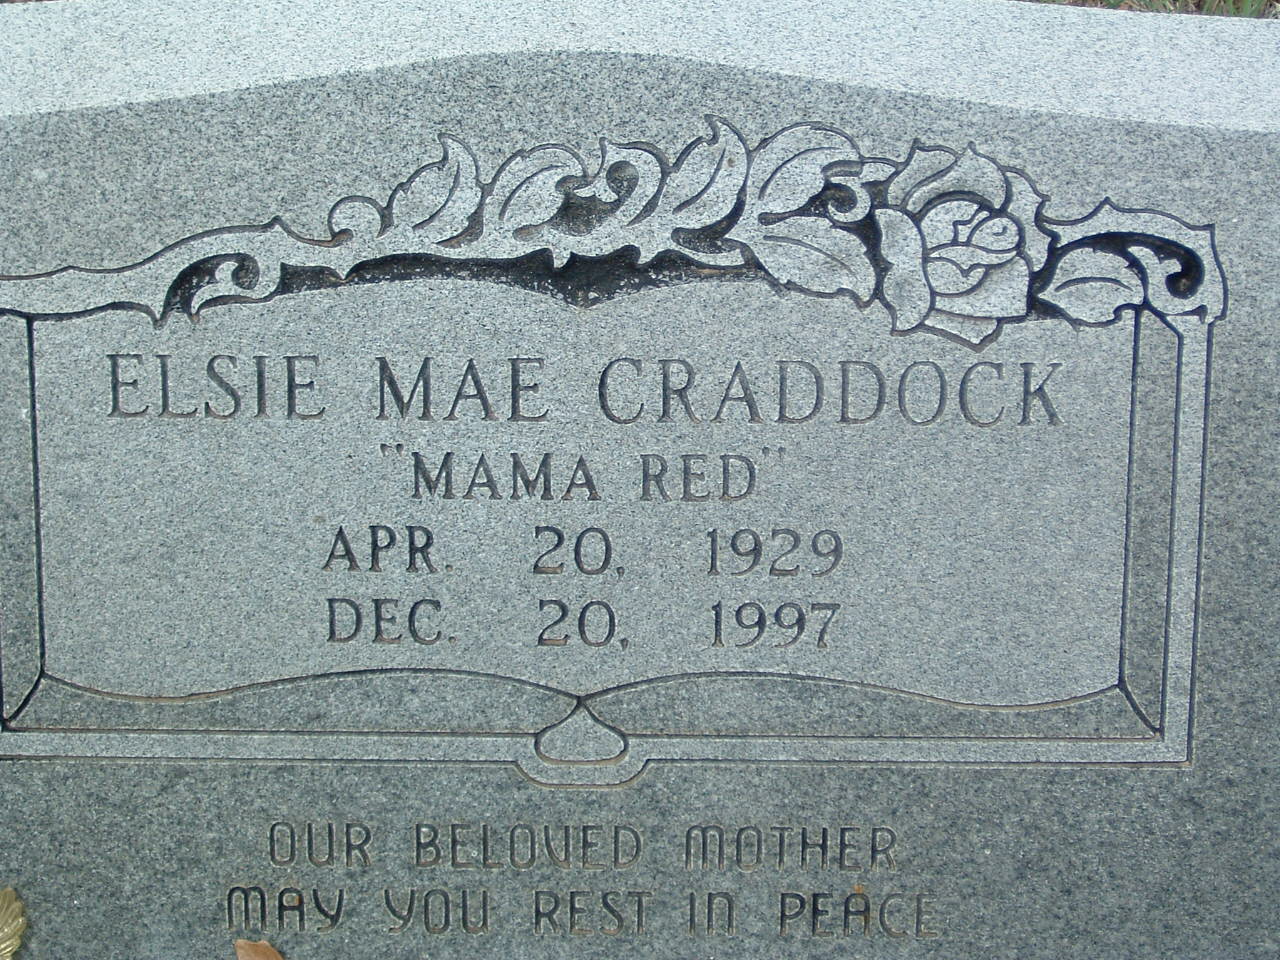 ELSIE MAE CRADDOCK
"MAMA RED"
APR. 20, 1929
DEC. 20, 1997
OUR BELOVED MOTHER
MAY YOU REST IN PEACE